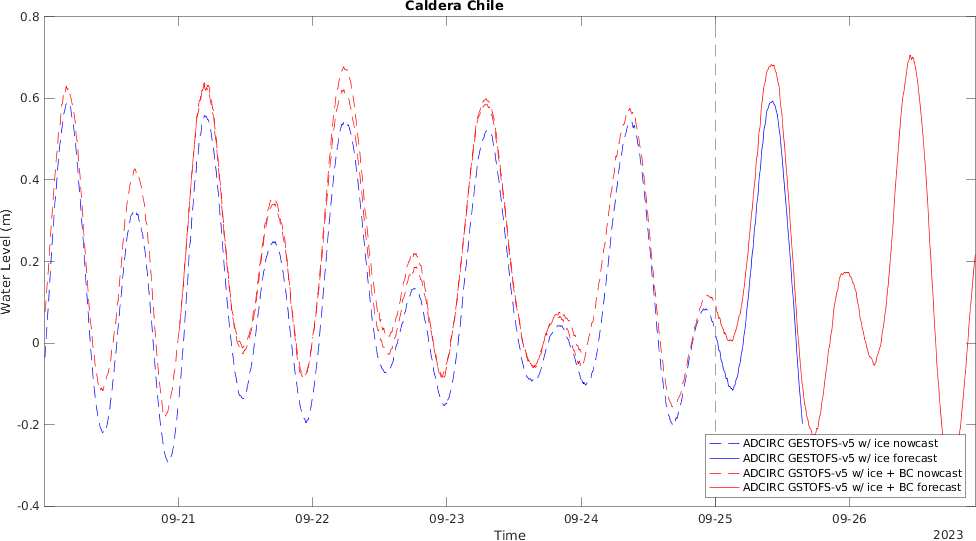 Caldera Chile
Water Level (m)
0.8
0.6
0.4
0.2
0
-0.2
-0.4
ADCIRC GESTOFS-v5 w/ ice nowcast
ADCIRC GESTOFS-v5 w/ ice forecast
ADCIRC GSTOFS-v5 w/ ice + BC nowcast
ADCIRC GSTOFS-v5 w/ ice + BC forecast
09-21 09-22 09-23 09-24 09-25 09-26
Time
2023